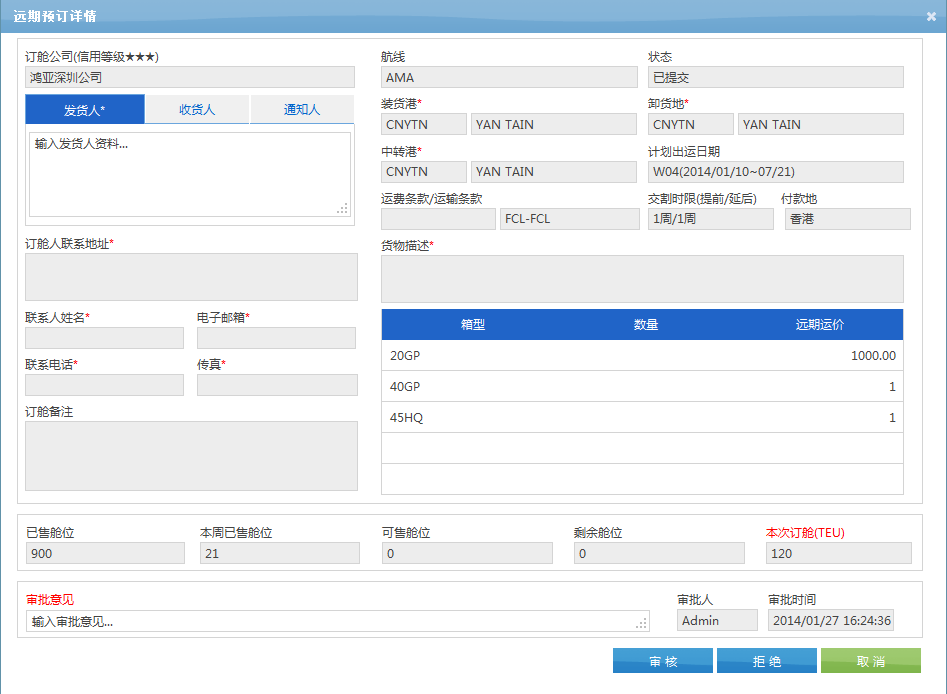 远期预订详情
订舱公司(信用等级★★★)
鸿亚深圳公司
发货人* 收货人 通知人
输入发货人资料...
订舱人联系地址*
联系人姓名* 电子邮箱*
联系电话* 传真*
订舱备注
航线 状态
AMA 已提交
装货港* 卸货地*
CNYTN YAN TAIN CNYTN YAN TAIN
中转港* 计划出运日期
CNYTN YAN TAIN W04(2014/01/10~07/21)
运费条款/运输条款 交割时限(提前/延后) 付款地
FCL-FCL 1周/1周 香港
货物描述*
箱型 数量 远期运价
20GP 1000.00
40GP 1
45HQ 1
已售舱位 本周已售舱位 可售舱位 剩余舱位 本次订舱(TEU)
900 21 0 0 120
审批意见 审批人 审批时间
输入审批意见... Admin 2014/01/27 16:24:36
审 核 拒 绝 取 消